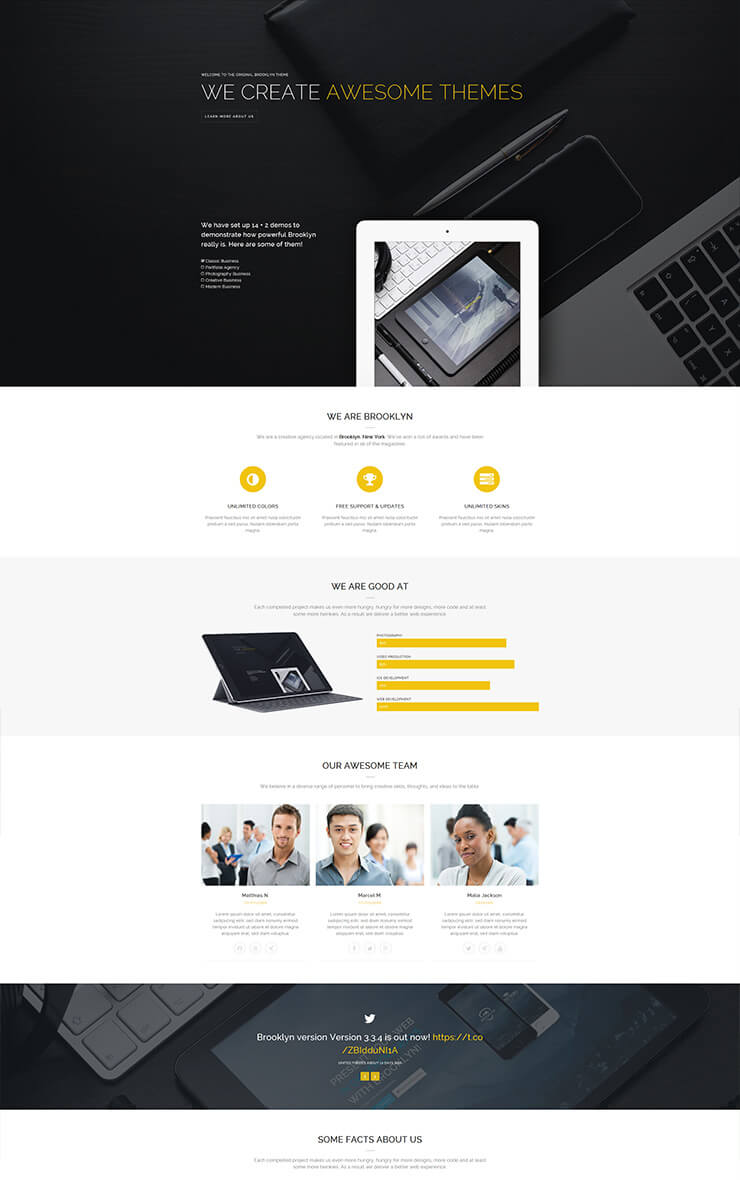 WELCOME TO THE ORIGINAL BROOKLYN THEME
WE CREATE AWESOME THEMES
LEARN MORE ABOUT US
We have set up 14 + 2 demos to
demonstrate how powerful Brooklyn
really is. Here are some of them!
Classic Business
Portfolio Agency
Photography Business
Creative Business
Modern Business
WE ARE BROOKLYN
We are a creative agency located in Brooklyn, New York. We've won a lot of awards and have been
featured in all of the magazines.
UNLIMITED COLORS
Praesent faucibus nisi sit amet nulla sollicitudin
pretium a sed purus. Nullam bibendum porta
magna.
FREE SUPPORT & UPDATES
Praesent faucibus nisi sit amet nulla sollicitudin
pretium a sed purus. Nullam bibendum porta
magna.
UNLIMITED SKINS
Praesent faucibus nisi sit amet nulla sollicitudin
pretium a sed purus. Nullam bibendum porta
magna.
WE ARE GOOD AT
Each completed project makes us even more hungry, hungry for more designs, more code and at least
some more
As a result we deliver a better web experience.
PHOTOGRAPHY
VIDEO PRODUCTION
IOS DEVELOPMENT
WEB DEVELOPMENT
OUR AWESOME TEAM
We believe in a diverse range of personel to bring creative skills, thoughts, and ideas to the table.
Matthias N.
Lorem ipsum dolor sit amet, consetetur
sadipscing elitr, sed diam nonumy eirmod
tempor invidunt ut labore et dolore magna
aliquyam erat, sed diam voluptua.
Marcel M.
Lorem ipsum dolor sit amet, consetetur
sadipscing elitr, sed diam nonumy eirmod
tempor invidunt ut labore et dolore magna
aliquyam erat, sed diam voluptua.
Malia Jackson
Lorem ipsum dolor sit amet, consetetur
sadipscing elitr, sed diam nonumy eirmod
tempor invidunt ut labore et dolore magna
aliquyam erat, sed diam voluptua.
Brooklyn version Version 3.3.4 is out now! https://t.co
/ZBIdduNI1A
SOME FACTS ABOUT US
Each completed project makes us even more hungry, hungry for more designs, more code and at least
some more
As a result we deliver a better web experience.